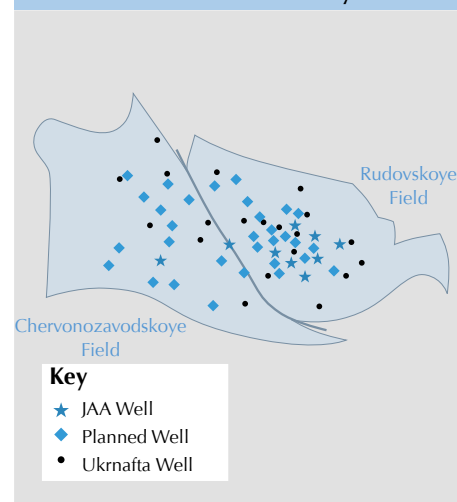 Rudovskoye
Field
Chervonozavodskoye
Field
Key
JAA Well
Planned Well
Ukrnafta Well